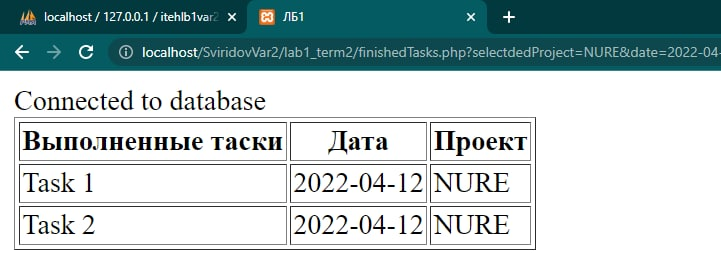 localhost / 127.0.0.1 / itehlb1var2
ЛБ1
localhost/SviridovVar2/lab1_term2/finishedTasks.php?selectdedProject=NURE&date=2022-04-
Connected to database
Выполненные таски Дата Проект
Task 1 2022-04-12 NURE
Task 2 2022-04-12 NURE